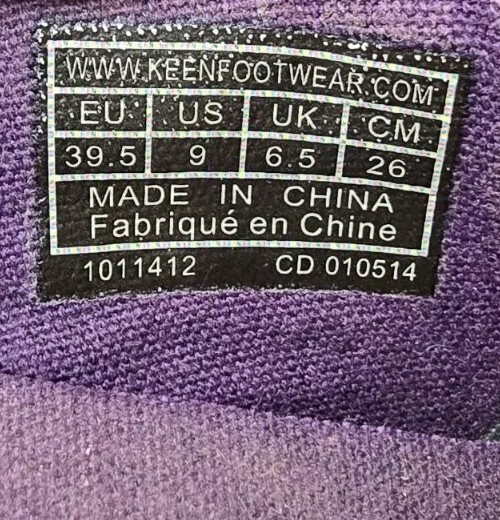 WWW.KEENFOOTWEAR.COM
EU US UK CM
39.5 9 6.5 26
MADE IN CHINA
Fabriqué en Chine
1011412 CD 010514